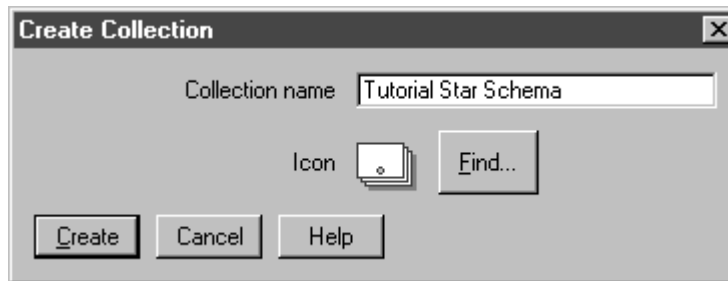 Create Collection
Collection name Tutorial Star Schema
Icon Find...
Create Cancel Help